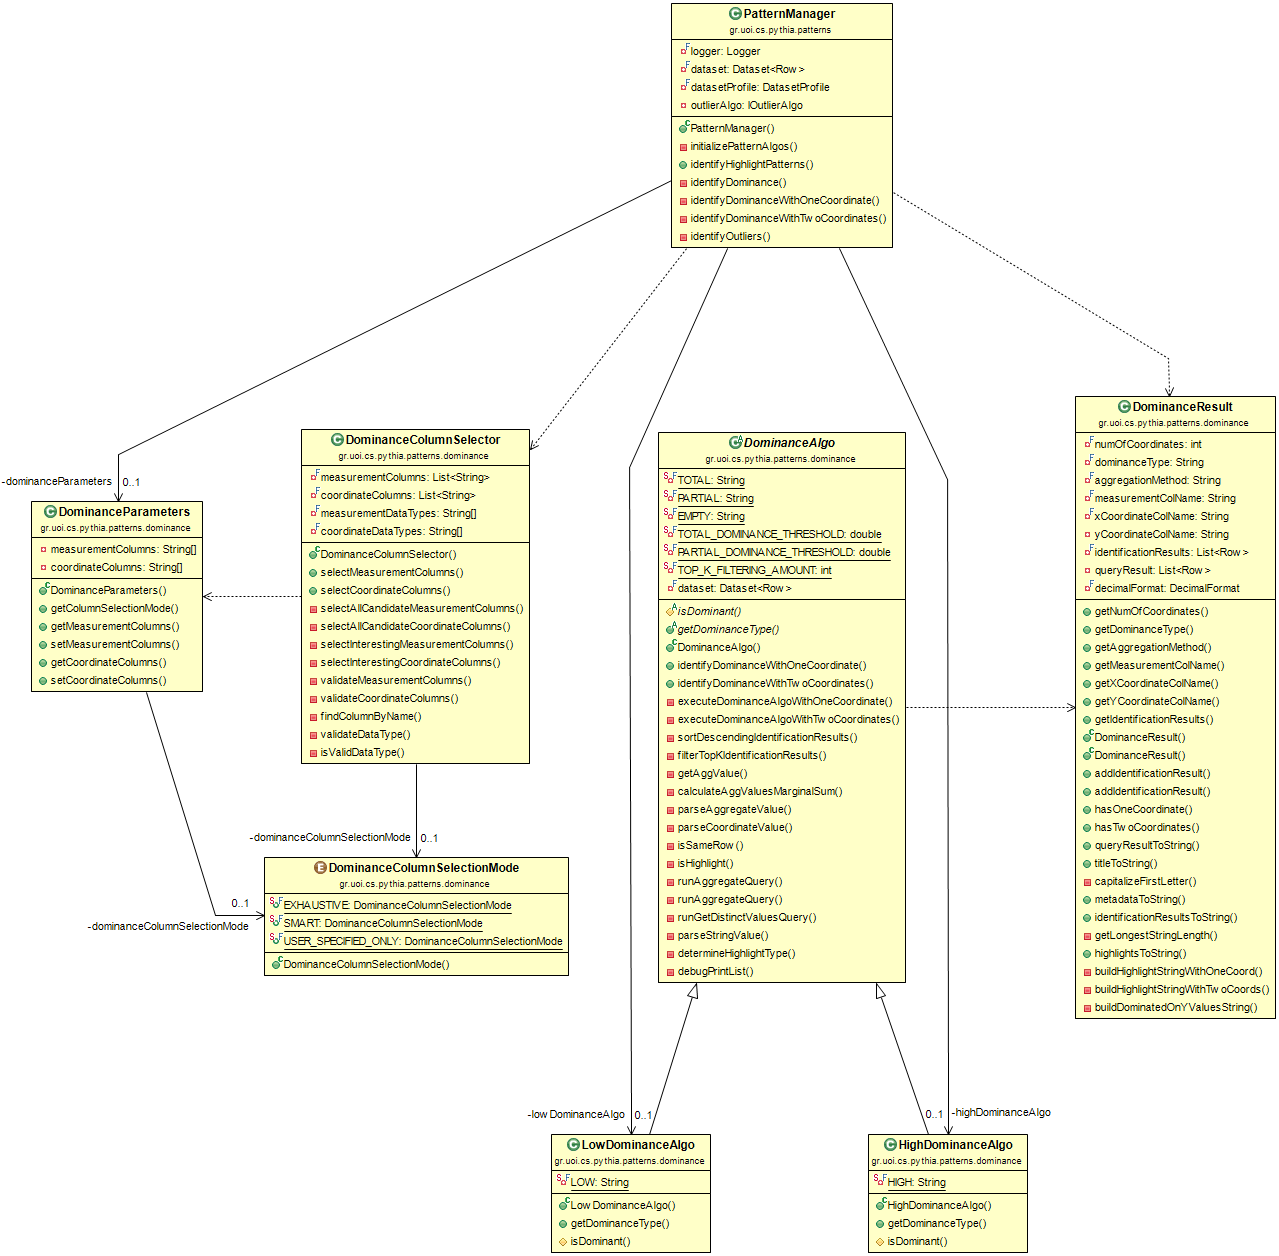 PatternManager
gr.uoi.cs.pythia.patterns
logger: Logger
dataset: Dataset<Row>
datasetProfile: DatasetProfile
outlierAlgo: IOutlierAlgo
PatternManager()
initializePatternAlgos()
identifyHighlightPatterns()
identifyDominance()
identifyDominanceWithOneCoordinate()
identifyDominanceWithTwoCoordinates()
identifyOutliers()
-dominanceParameters
0..1
DominanceParameters
gr.uoi.cs.pythia.patterns.dominance
measurementColumns: String[]
coordinateColumns: String[]
DominanceParameters()
getColumnSelectionMode()
getMeasurementColumns()
setMeasurementColumns()
getCoordinateColumns()
setCoordinateColumns()
DominanceColumnSelector
gr.uoi.cs.pythia.patterns.dominance
measurementColumns: List<String>
coordinateColumns: List<String>
measurementDataTypes: String[]
coordinateDataTypes: String[]
DominanceColumnSelector()
selectMeasurementColumns()
selectCoordinateColumns()
selectAllCandidateMeasurementColumns()
selectAllCandidateCoordinateColumns()
selectInterestingMeasurementColumns()
selectInterestingCoordinateColumns()
validateMeasurementColumns()
validateCoordinateColumns()
findColumnByName()
validateDataType()
isValidDataType()
-dominanceColumnSelectionMode
0..1
0..1
-dominanceColumnSelectionMode
DominanceColumnSelectionMode
gr.uoi.cs.pythia.patterns.dominance
EXHAUSTIVE: DominanceColumnSelectionMode
SMART: DominanceColumnSelectionMode
USER_SPECIFIED_ONLY: DominanceColumnSelectionMode
DominanceColumnSelectionMode()
DominanceAlgo
gr.uoi.cs.pythia.patterns.dominance
TOTAL: String
PARTIAL: String
EMPTY: String
TOTAL_DOMINANCE_THRESHOLD: double
PARTIAL_DOMINANCE_THRESHOLD: double
TOP_K_FILTERING_AMOUNT: int
dataset: Dataset<Row>
isDominant()
getDominanceType()
DominanceAlgo()
identifyDominanceWithOneCoordinate()
identifyDominanceWithTwoCoordinates()
executeDominanceAlgoWithOneCoordinate()
executeDominanceAlgoWithTwoCoordinates()
sortDescendingIdentificationResults()
filterTopKIdentificationResults()
getAggValue()
calculateAggValuesMarginalSum()
parseAggregateValue()
parseCoordinateValue()
isSameRow()
isHighlight()
runAggregateQuery()
runAggregateQuery()
runGetDistinctValuesQuery()
parseStringValue()
determineHighlightType()
debugPrintList()
DominanceResult
gr.uoi.cs.pythia.patterns.dominance
numOfCoordinates: int
dominanceType: String
aggregationMethod: String
measurementColName: String
xCoordinateColName: String
yCoordinateColName: String
identificationResults: List<Row>
queryResult: List<Row>
decimalFormat: DecimalFormat
getNumOfCoordinates()
getDominanceType()
getAggregationMethod()
getMeasurementColName()
getXCoordinateColName()
getYCoordinateColName()
getIdentificationResults()
DominanceResult()
DominanceResult()
addIdentificationResult()
addIdentificationResult()
hasOneCoordinate()
hasTwoCoordinates()
queryResultToString()
titleToString()
capitalizeFirstLetter()
metadataToString()
identificationResultsToString()
getLongestStringLength()
highlightsToString()
buildHighlightStringWithOneCoord()
buildHighlightStringWithTwoCoords()
buildDominatedOnYValuesString()
-lowDominanceAlgo
0..1
0..1
-highDominanceAlgo
LowDominanceAlgo
gr.uoi.cs.pythia.patterns.dominance
LOW: String
LowDominanceAlgo()
getDominanceType()
isDominant()
HighDominanceAlgo
gr.uoi.cs.pythia.patterns.dominance
HIGH: String
HighDominanceAlgo()
getDominanceType()
isDominant()